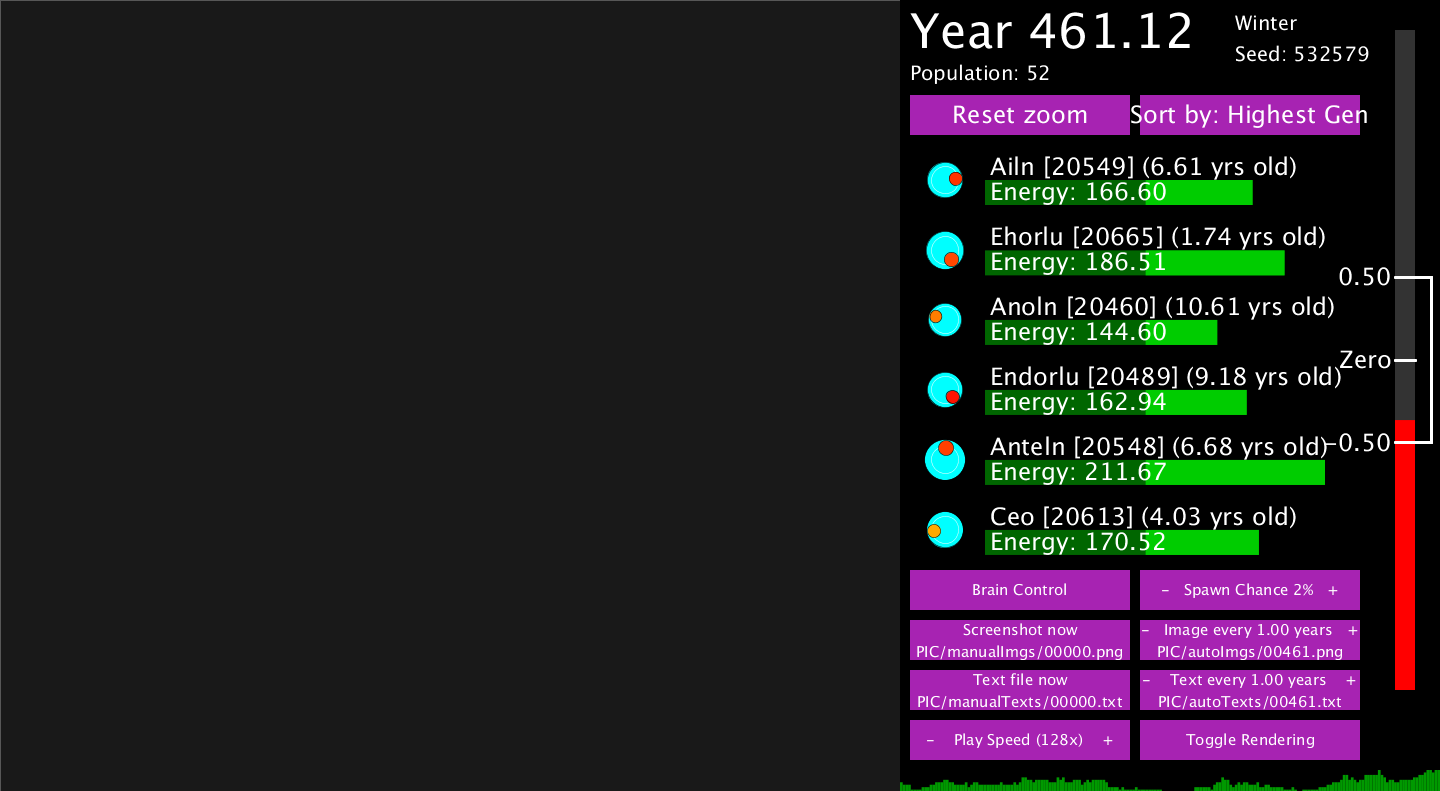 Year 461.12
Winter
Seed: 532579
Population: 52
Reset zoom
Sort by: Highest Gen
Ailn [20549] (6.61 yrs old)
Energy: 166.60
Ehorlu [20665] (1.74 yrs old)
Energy: 186.51
0.50
Anoln [20460] (10.61 yrs old)
Energy: 144.60
Zero
Endorlu [20489] (9.18 yrs old)
Energy: 162.94
Anteln [20548] (6.68 yrs old)
-0.50
Energy: 211.67
Ceo [20613] (4.03 yrs old)
Energy: 170.52
Brain Control
- Spawn Chance 2% +
Screenshot now
PIC/manualImgs/00000.png
- Image every 1.00 years +
PIC/autoImgs/00461.png
Text file now
PIC/manualTexts/00000.txt
- Text every 1.00 years +
PIC/autoTexts/00461.txt
- Play Speed (128x) +
Toggle Rendering